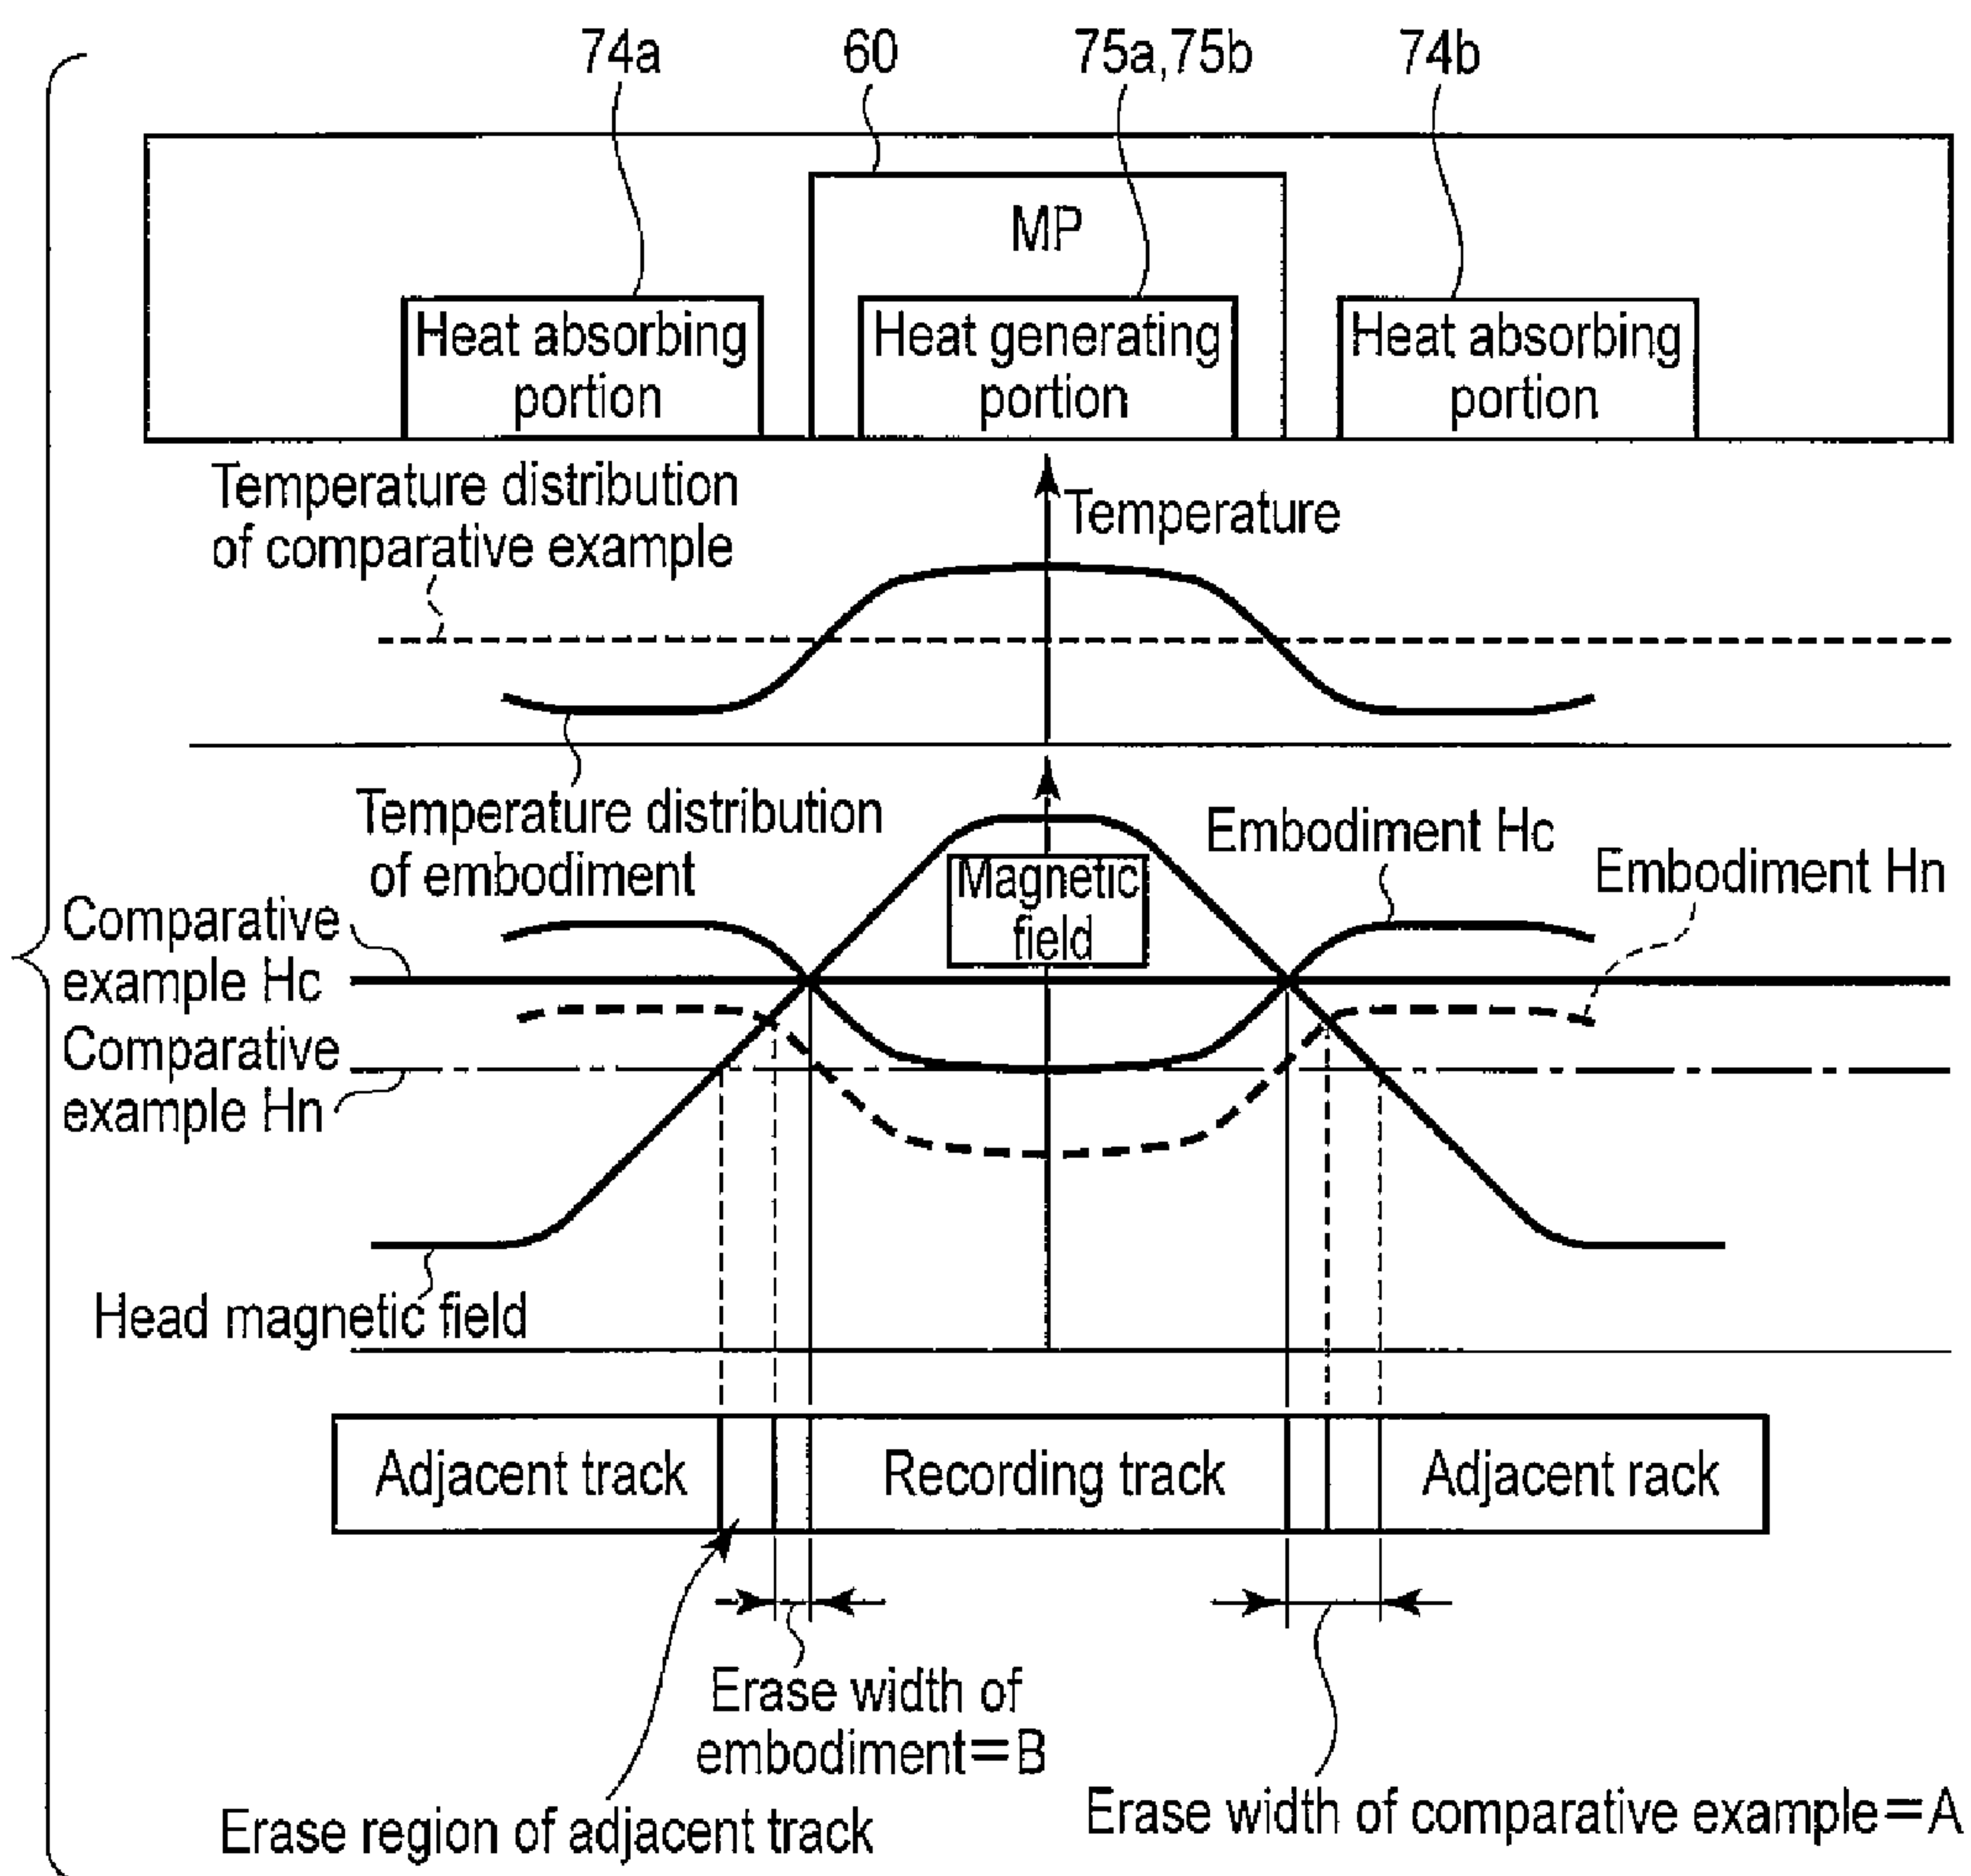 74a
60
75a,75b
74b
MP
Heat absorbing
portion
Heat generating
portion
Heat absorbing
portion
Temperature distribution
of comparative example
Temperature
Temperature distribution
of embodiment
Embodiment Hc
Embodiment Hn
Magnetic
field
Comparative
example Hc
Comparative
example Hn
Head magnetic field
Adjacent track
Recording track
Adjacent rack
Erase width of
embodiment=B
Erase region of adjacent track
Erase width of comparative example=A